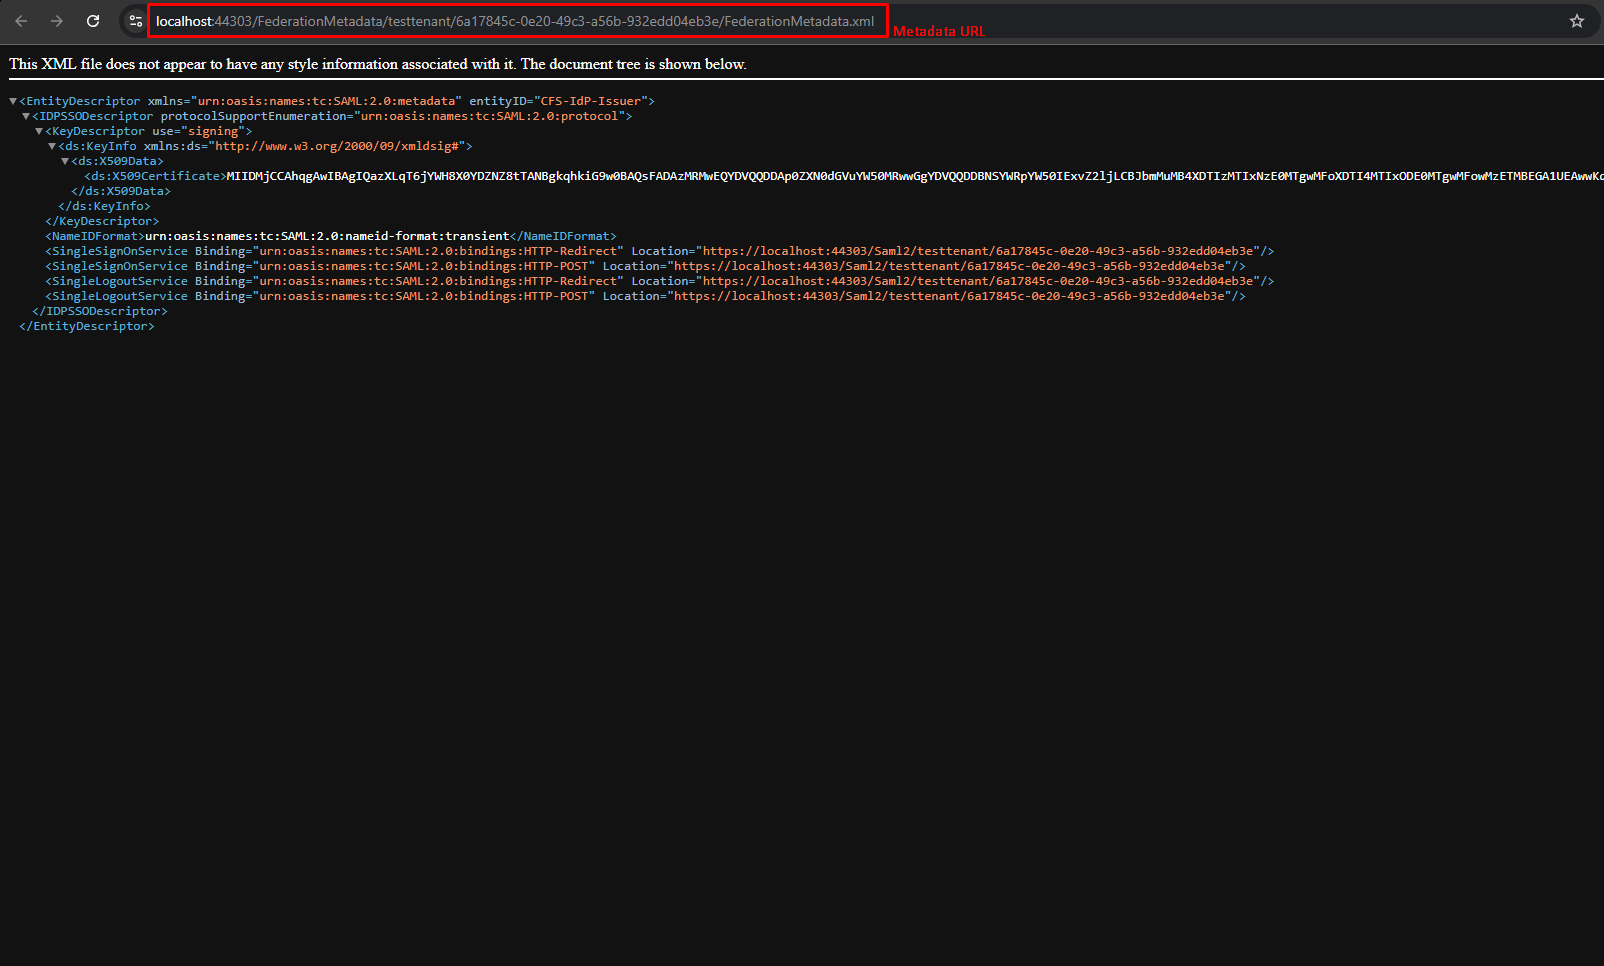 localhost:44303/FederationMetadata/testtenant/6a17845c-0e20-49c3-a56b-932edd04eb3e/FederationMetadata.xml
Metadata URL
This XML file does not appear to have any style information associated with it. The document tree is shown below.
<EntityDescriptor xmlns="urn:oasis:names:tc:SAML:2.0:metadata" entityID="CFS-IdP-Issuer">
<IDPSSODescriptor protocolSupportEnumeration="urn:oasis:names:tc:SAML:2.0:protocol">
<KeyDescriptor use="signing">
<ds:KeyInfo xmlns:ds="http://www.w3.org/2000/09/xmldsig#">
<ds:X509Data>
<ds:X509Certificate>MIIDMjCCAhqgAwIBAgIQazXLqT6jYWH8X0YDZNZ8tTANBgkqhkiG9w0BAQsFADAzMRMwEQYDVQQDDAp0ZXN0dGVuYW50MRwwGgYDVQQDDBNSYWRpYW50IExvZ2ljLCBJbmMuMB4XDTIzMTIxNzE0MTgwMFoXDTI4MTIxODE0MTgwMFowMzETMBEGA1UEAwwKd
</ds:X509Data>
</ds:KeyInfo>
</KeyDescriptor>
<NameIDFormat>urn:oasis:names:tc:SAML:2.0:nameid-format:transient</NameIDFormat>
<SingleSignOnService Binding="urn:oasis:names:tc:SAML:2.0:bindings:HTTP-Redirect" Location="https://localhost:44303/Saml2/testtenant/6a17845c-0e20-49c3-a56b-932edd04eb3e"/>
<SingleSignOnService Binding="urn:oasis:names:tc:SAML:2.0:bindings:HTTP-POST" Location="https://localhost:44303/Saml2/testtenant/6a17845c-0e20-49c3-a56b-932edd04eb3e"/>
<SingleLogoutService Binding="urn:oasis:names:tc:SAML:2.0:bindings:HTTP-Redirect" Location="https://localhost:44303/Saml2/testtenant/6a17845c-0e20-49c3-a56b-932edd04eb3e"/>
<SingleLogoutService Binding="urn:oasis:names:tc:SAML:2.0:bindings:HTTP-POST" Location="https://localhost:44303/Saml2/testtenant/6a17845c-0e20-49c3-a56b-932edd04eb3e"/>
</IDPSSODescriptor>
</EntityDescriptor>